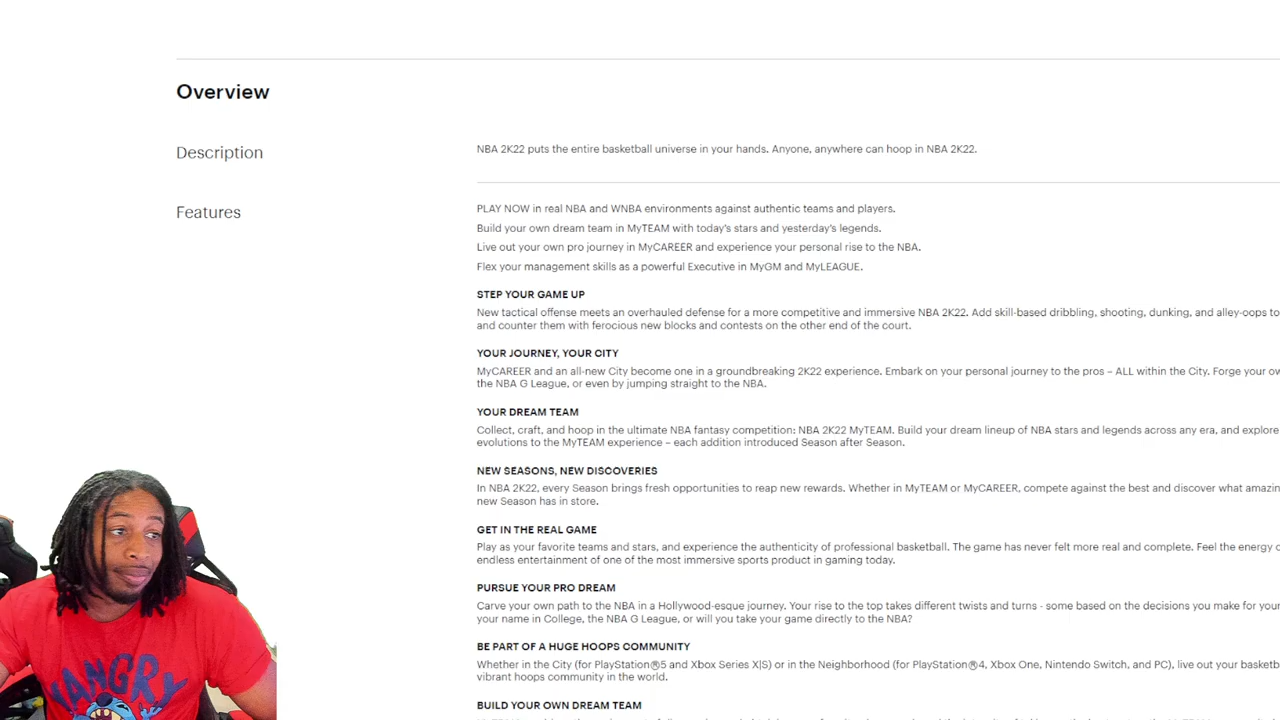 Overview
Description
NBA 2K22 puts the entire basketball universe in your hands. Anyone, anywhere can hoop in NBA 2K22.
Features
PLAY NOW in real NBA and WNBA environments against authentic teams and players.
Build your own dream team in MyTEAM with today's stars and yesterday's legends.
Live out your own pro journey in MyCAREER and experience your personal rise to the NBA.
Flex your management skills as a powerful Executive in MyGM and MyLEAGUE.
STEP YOUR GAME UP
New tactical offense meets an overhauled defense for a more competitive and immersive NBA 2K22. Add skill-based dribbling, shooting, dunking, and alley-oops to
and counter them with ferocious new blocks and contests on the other end of the court.
YOUR JOURNEY, YOUR CITY
MyCAREER and an all-new City become one in a groundbreaking 2K22 experience. Embark on your personal journey to the pros – ALL within the City. Forge your
the NBA G League, or even by jumping straight to the NBA.
YOUR DREAM TEAM
Collect, craft, and hoop in the ultimate NBA fantasy competition: NBA 2K22 MyTEAM. Build your dream lineup of NBA stars and legends across any era, and explore
evolutions to the MyTEAM experience – each addition introduced Season after Season.
NEW SEASONS, NEW DISCOVERIES
In NBA 2K22, every Season brings fresh opportunities to reap new rewards. Whether in MyTEAM or MyCAREER, compete against the best and discover what
new Season has in store.
GET IN THE REAL GAME
Play as your favorite teams and stars, and experience the authenticity of professional basketball. The game has never felt more real and complete. Feel the energy
endless entertainment of one of the most immersive sports product in gaming today.
PURSUE YOUR PRO DREAM
Carve your own path to the NBA in a Hollywood-esque journey. Your rise to the top takes different twists and turns - some based on the decisions you make for
your name in College, the NBA G League, or will you take your game directly to the NBA?
BE PART OF A HUGE HOOPS COMMUNITY
Whether in the City (for PlayStation®5 and Xbox Series X|S) or in the Neighborhood (for PlayStation®4, Xbox One, Nintendo Switch, and PC), live out your
vibrant hoops community in the world.
BUILD YOUR OWN DREAM TEAM